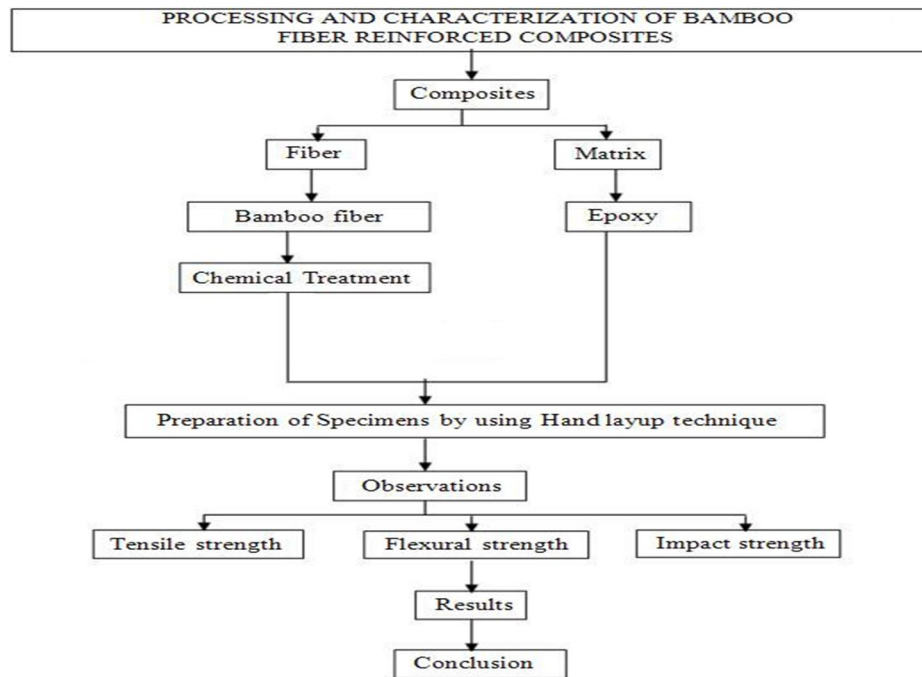 PROCESSING AND CHARACTERIZATION OF BAMBOO
FIBER REINFORCED COMPOSITES
Composites
Fiber
Matrix
Bamboo fiber
Epoxy
Chemical Treatment
Preparation of Specimens by using Hand layup technique
Observations
Tensile strength
Flexural strength
Impact strength
Results
Conclusion